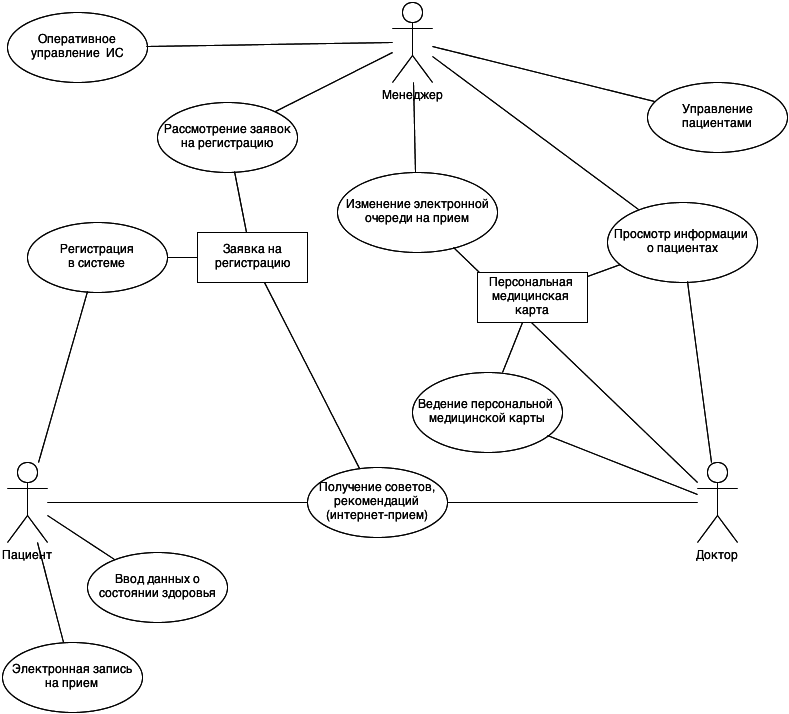 Оперативное
управление ИС
Менеджер
Управление
пациентами
Рассмотрение заявок
на регистрацию
Изменение электронной
очереди на прием
Просмотр информации
о пациентах
Регистрация
в системе
Заявка на
регистрацию
Персональная
медицинская
карта
Ведение персональной
медицинской карты
Получение советов,
рекомендаций
(интернет-прием)
Пациент
Доктор
Ввод данных о
состоянии здоровья
Электронная запись
на прием